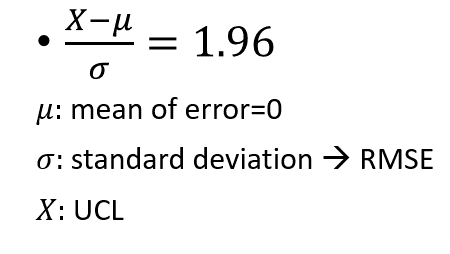 • X−μ/σ = 1.96
μ: mean of error=0
σ: standard deviation → RMSE
X: UCL